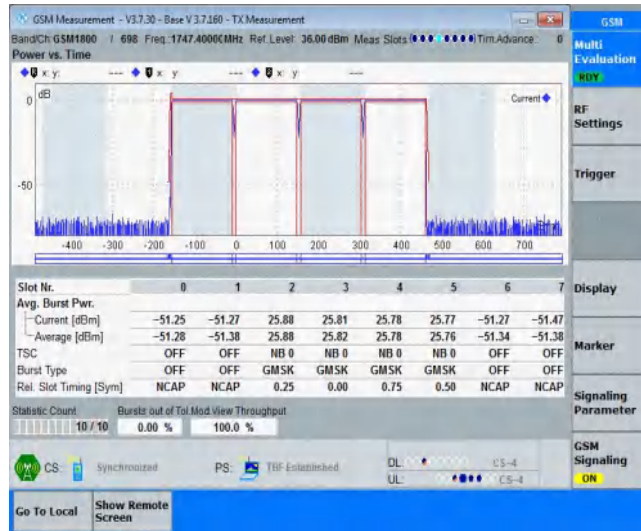 GSM Measurement - V3.7.30 - Base V 3.7.160 - TX Measurement
GSM
Band/Ch: GSM1800 / 698 Freq.:1747.4000CMHz Ref.Level: 36.00 dBm Meas Slots Tim.Advance: 0
Power vs. Time
Multi Evaluation
RDY
x: y: --- x y --- x y ---
dB
Current
0
-50
-400 -300 -200 -100 0 100 200 300 400 500 600 700
RF Settings
Trigger
Slot Nr. 0 1 2 3 4 5 6 7
Avg. Burst Pwr.
Current [dBm] -51.25 -51.27 25.88 25.81 25.78 25.77 -51.27 -51.47
Average [dBm] -51.28 -51.38 25.88 25.82 25.78 25.76 -51.34 -51.38
TSC OFF OFF NB 0 NB 0 NB 0 NB 0 OFF OFF
Burst Type OFF OFF GMSK GMSK GMSK GMSK OFF OFF
Rel. Slot Timing [Sym] NCAP NCAP 0.25 0.00 0.75 0.50 NCAP NCAP
Display
Marker
Signaling Parameter
Statistic Count Bursts out of Tol. Mod.View Throughput
10 / 10 0.00 % 100.0 %
CS: Synchronized PS: TBF Established DL: CS-4
UL: CS-4
GSM Signaling
ON
Go To Local
Show Remote Screen